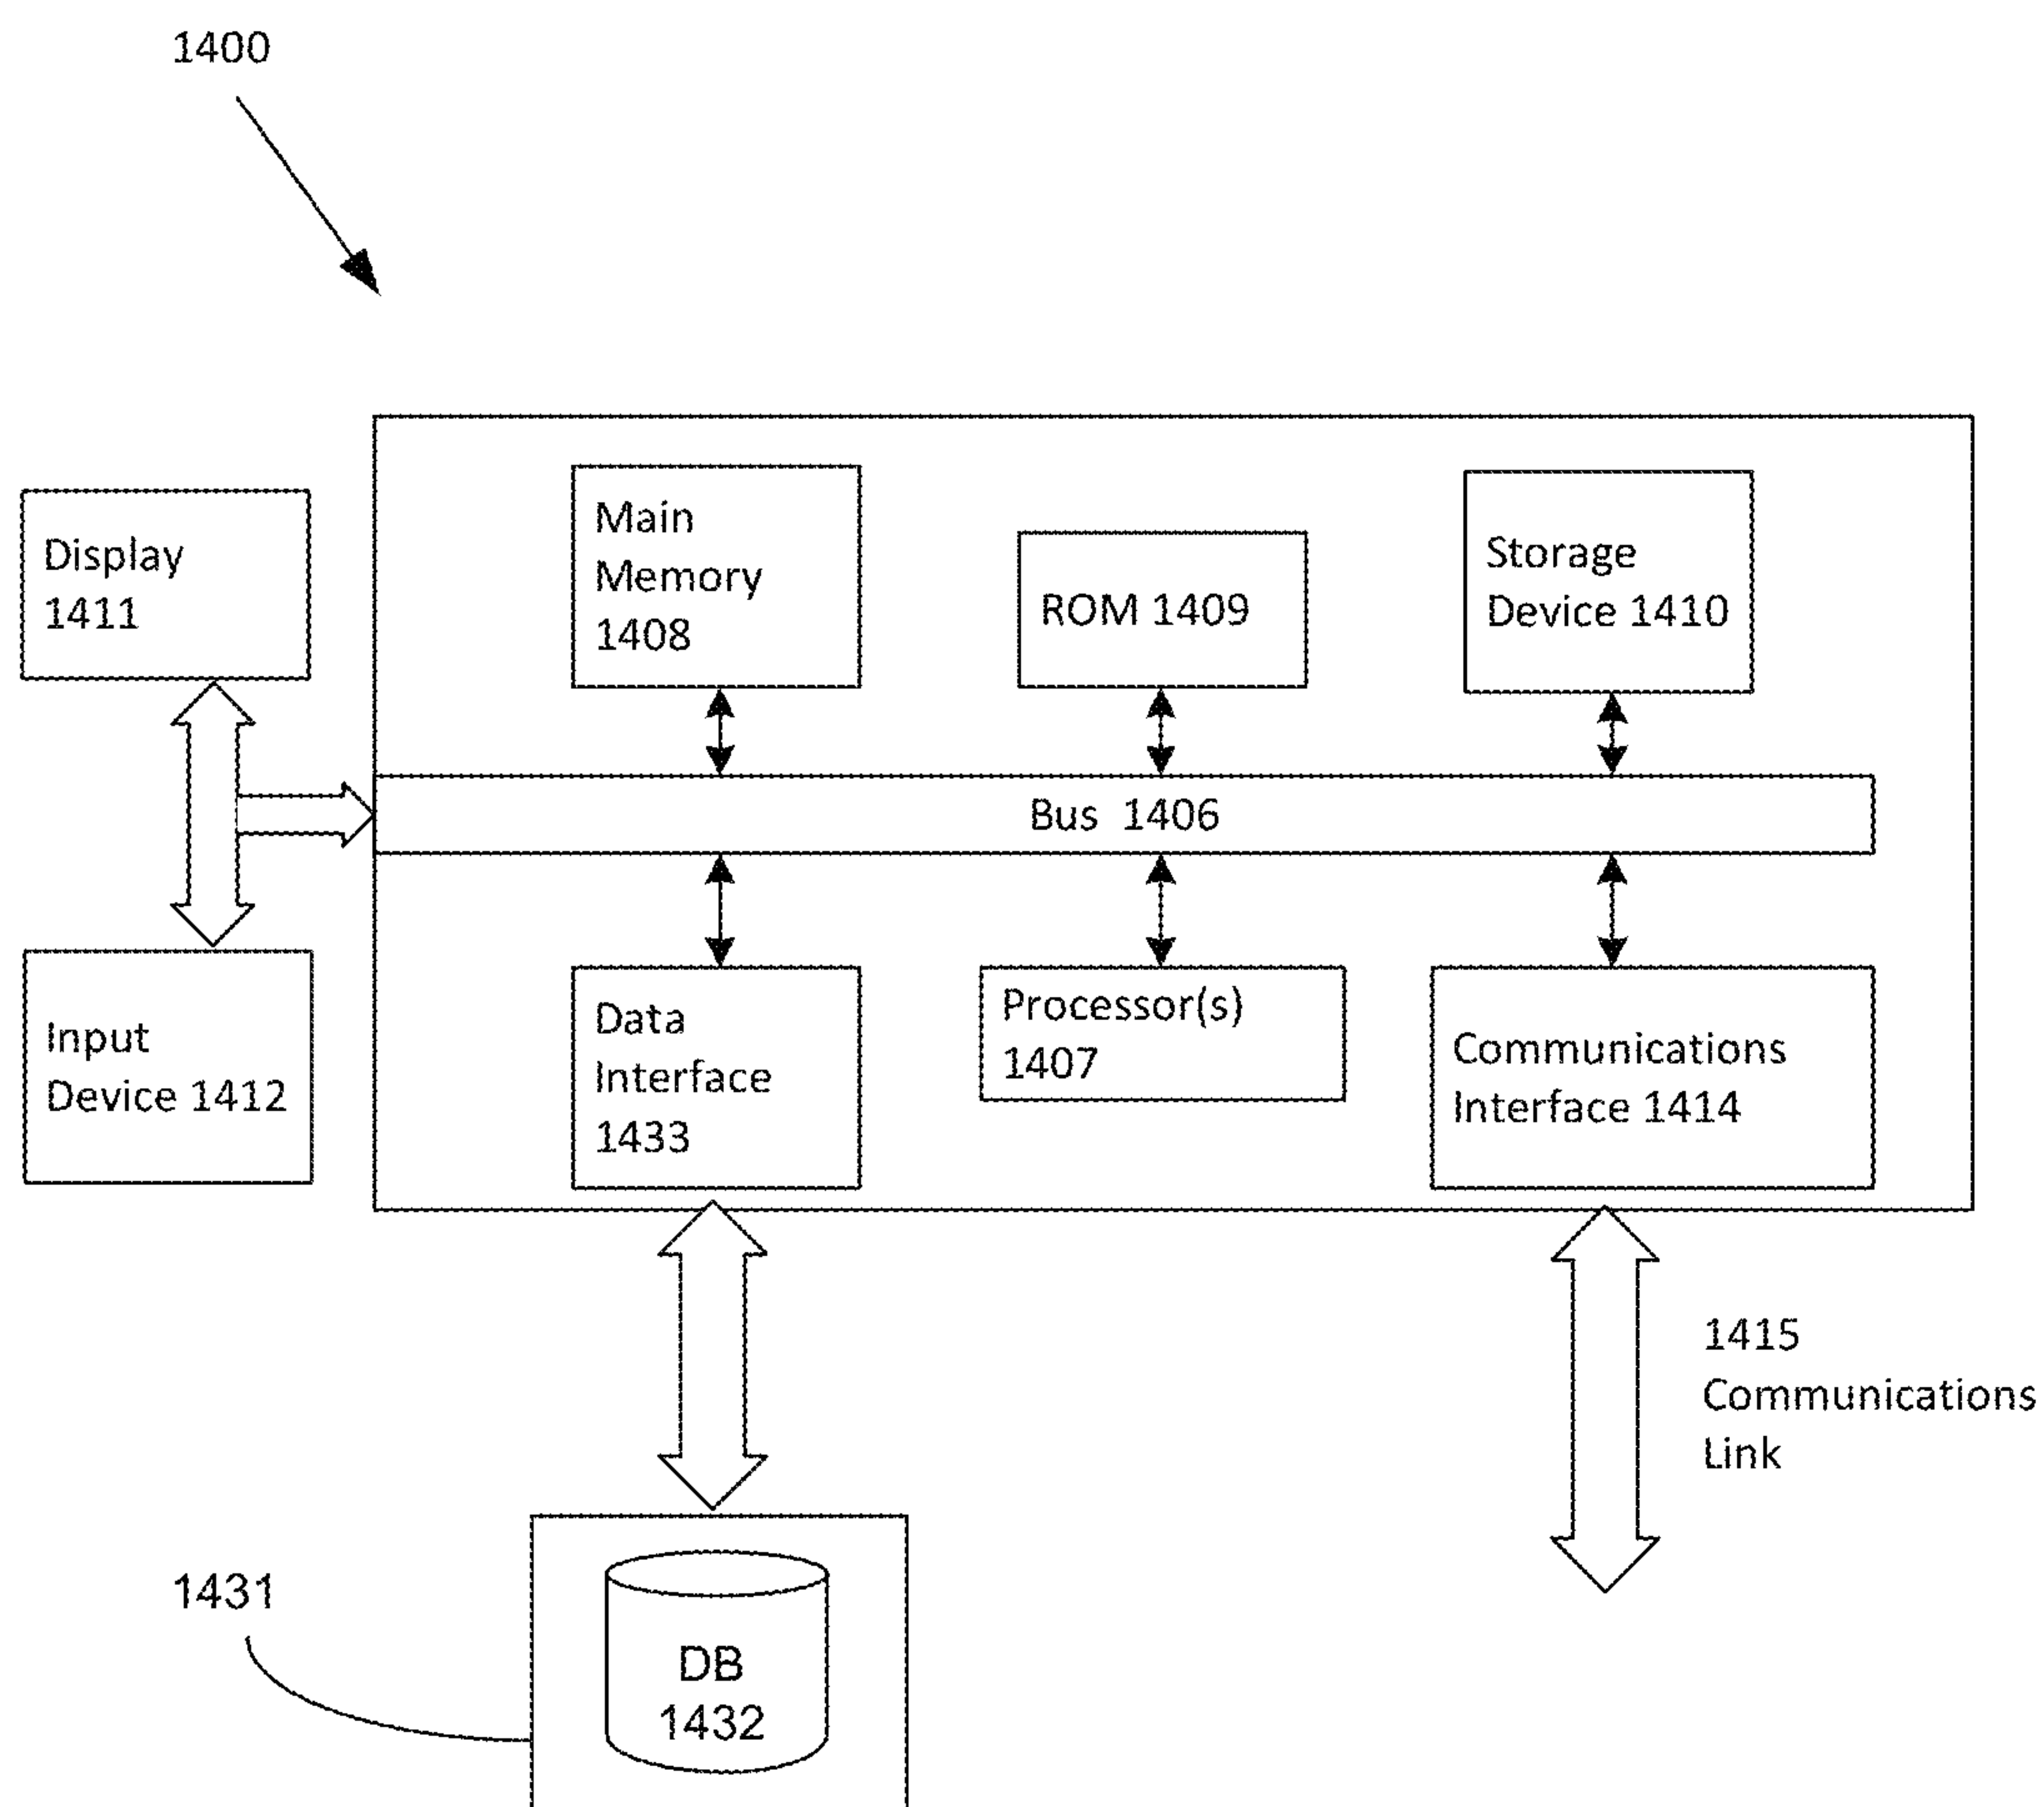 1400
Main
Memory
1408
ROM 1409
Storage
Device 1410
Display
1411
Bus 1406
Input
Device 1412
Data
Interface
1433
Processor(s)
1407
Communications
Interface 1414
1415
Communications
Link
1431
DB
1432